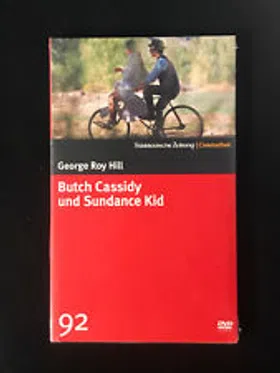 Süddeutsche Zeitung | Cinemathek
George Roy Hill
Butch Cassidy
und Sundance Kid
92
DVD